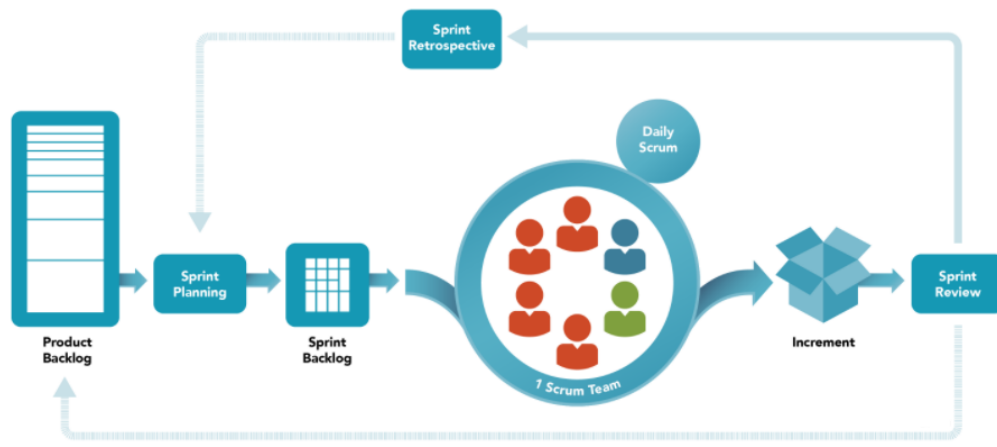 Sprint
Retrospective
Daily
Scrum
Sprint
Planning
Sprint
Review
Product
Backlog
Sprint
Backlog
1 Scrum Team
Increment